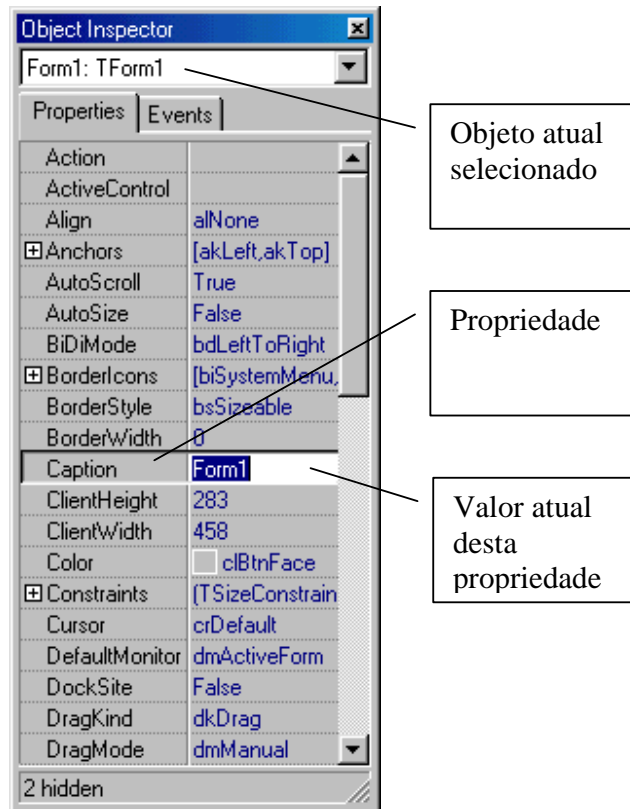 Object Inspector
Form1: TForm1
Properties Events
Action
ActiveControl
Align alNone
Anchors [akLeft,akTop]
AutoScroll True
AutoSize False
BiDiMode bdLeftToRight
BorderIcons [biSystemMenu,
BorderStyle bsSizeable
BorderWidth 0
Caption Form1
ClientHeight 283
ClientWidth 458
Color clBtnFace
Constraints (TSizeConstrain
Cursor crDefault
DefaultMonitor dmActiveForm
DockSite False
DragKind dkDrag
DragMode dmManual
2 hidden
Objeto atual
selecionado
Propriedade
Valor atual
desta
propriedade